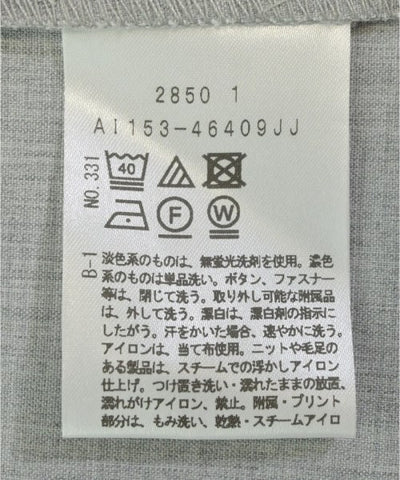 2850 1
AI153-46409JJ
NO.331
40
F
W
B-1
淡色系のものは、無蛍光洗剤を使用。濃色
系のものは単品洗い。ボタン、ファスナー
等は、閉じて洗う。取り外し可能な附属品
は、外して洗う。漂白は、漂白剤の指示に
したがう。汗をかいた場合、速やかに洗う。
アイロンは、当て布使用。ニットや毛足の
ある製品は、スチームでの浮かしアイロン
仕上げ。つけ置き洗い・濡れたままの放置、
濡れがけアイロン、禁止。附属・プリント
部分は、もみ洗い、乾熱・スチームアイロ